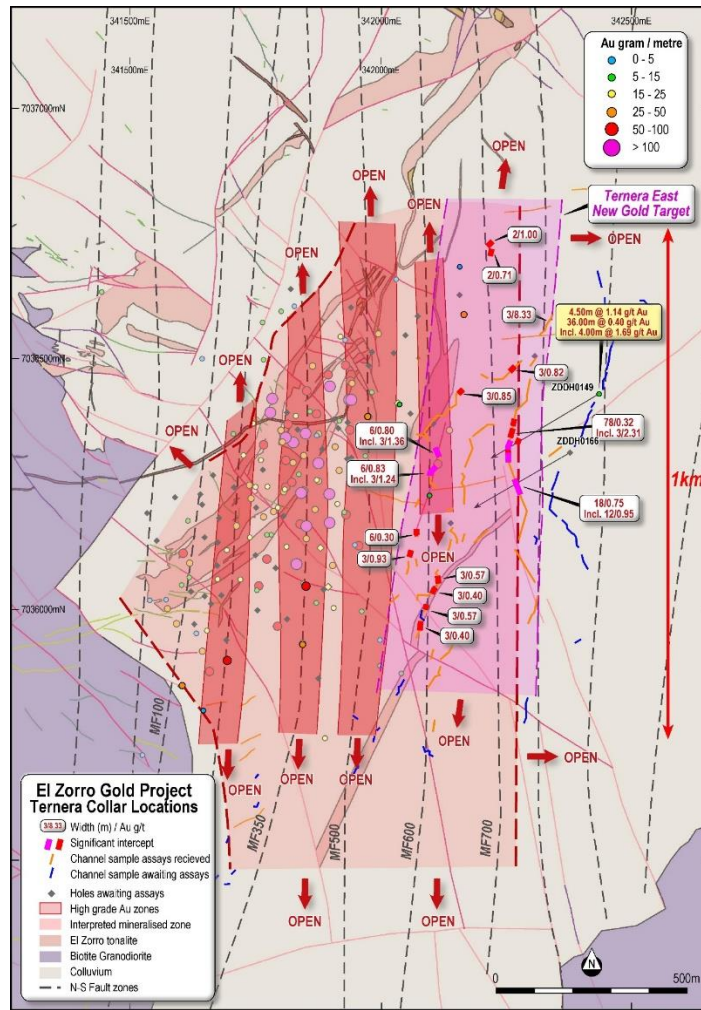 341500mE
342000mE
342500mE
341500mE
342000mE
7037000mN
Au gram / metre
0 - 5
5 - 15
15 - 25
25 - 50
50 -100
> 100
OPEN
OPEN
OPEN
OPEN
Ternera East
New Gold Target
OPEN
OPEN
2/1.00
2/0.71
3/8.33
4.50m @ 1.14 g/t Au
36.00m @ 0.40 g/t Au
Incl. 4.00m @ 1.69 g/t Au
OPEN
3/0.82
ZDDH0149
3/0.85
OPEN
6/0.80
Incl. 3/1.36
78/0.32
Incl. 3/2.31
ZDDH0166
6/0.83
Incl. 3/1.24
18/0.75
Incl. 12/0.95
1km
6/0.30
OPEN
3/0.93
3/0.57
3/0.40
3/0.57
3/0.40
7036000mN
MF100
MF350
MF500
MF600
MF700
OPEN
OPEN
OPEN
OPEN
OPEN
OPEN
OPEN
El Zorro Gold Project
Ternera Collar Locations
3/8.33 Width (m) / Au g/t
Significant intercept
Channel sample assays recieved
Channel sample awaiting assays
Holes awaiting assays
High grade Au zones
Interpreted mineralised zone
El Zorro tonalite
Biotite Granodiorite
Colluvium
N-S Fault zones
N
0
500m